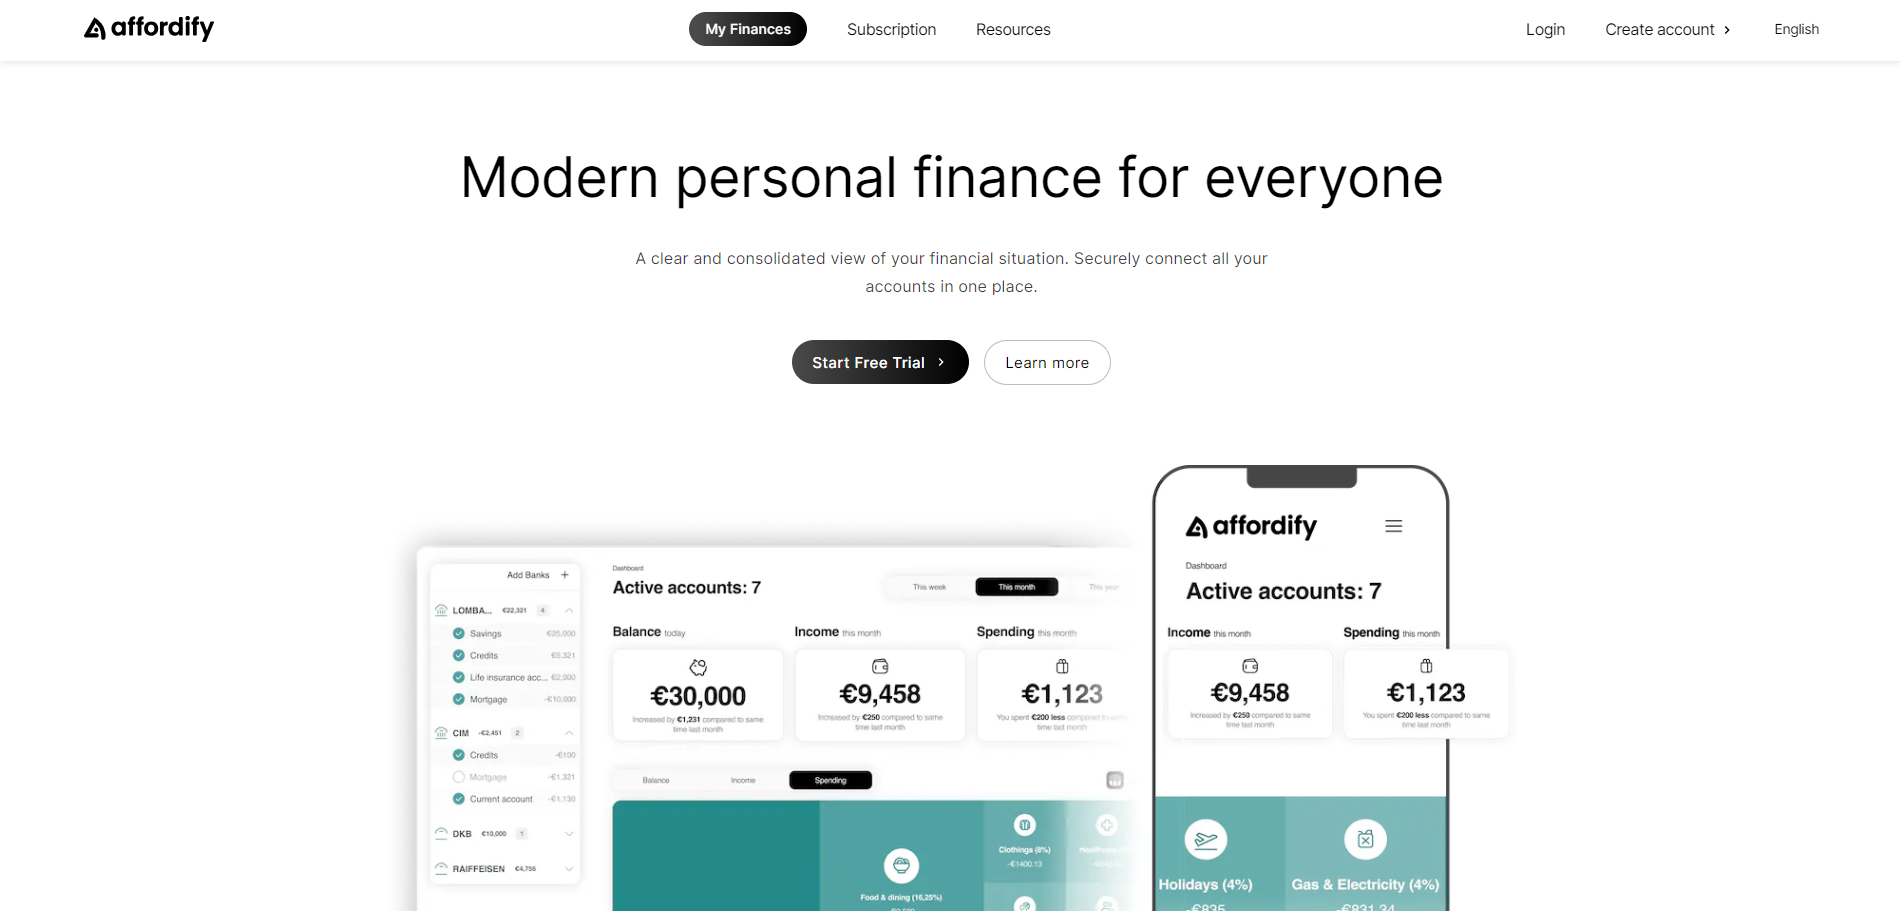 affordify
My Finances
Subscription
Resources
Login
Create account
English
Modern personal finance for everyone
A clear and consolidated view of your financial situation. Securely connect all your
accounts in one place.
Start Free Trial
Learn more
Add Banks +
LOMBA... €22,321 4
Savings €25,000
Credits €5,321
Life insurance acc... €2,000
Mortgage -€10,000
CIM -€2,451 2
Credits -€100
Mortgage -€1,321
Current account -€1,130
DKB €10,000 1
RAIFFEISEN €4,756
Dashboard
Active accounts: 7
This week
This month
This year
Balance today
€30,000
Increased by €1,231 compared to same
time last month
Income this month
€9,458
Increased by €250 compared to same
time last month
Spending this month
€1,123
You spent €200 less compared to same
time last month
Balance
Income
Spending
Food & dining (16,25%)
Clothings (8%)
-€1400.13
affordify
Dashboard
Active accounts: 7
Income this month
€9,458
Increased by €250 compared to same
time last month
Spending this month
€1,123
You spent €200 less compared to same
time last month
Holidays (4%)
-€835
Gas & Electricity (4%)
-€831.34